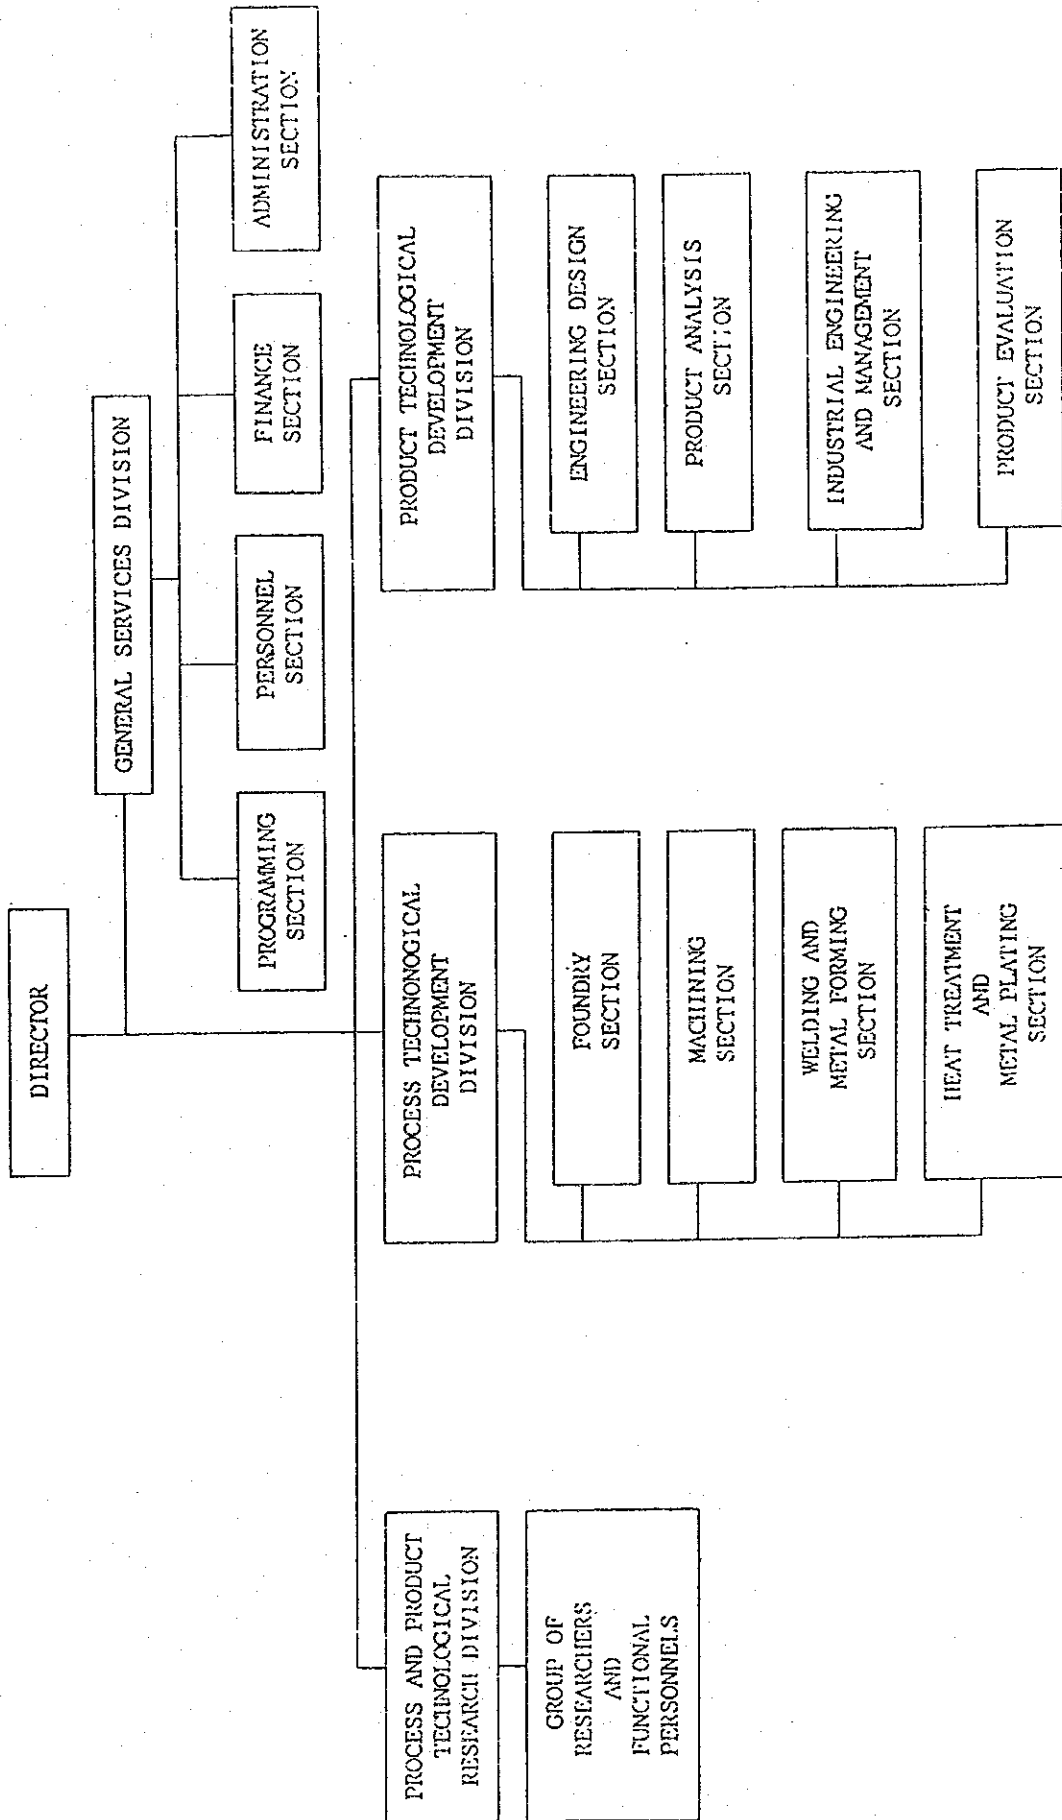 DIRECTOR
GENERAL SERVICES DIVISION
PROGRAMMING
SECTION
PERSONNEL
SECTION
FINANCE
SECTION
ADMINISTRATION
SECTION
PROCESS AND PRODUCT
TECHNOLOGICAL
RESEARCH DIVISION
GROUP OF
RESEARCHERS
AND
FUNCTIONAL
PERSONNELS
PROCESS TECHNONOGICAL
DEVELOPMENT
DIVISION
FOUNDRY
SECTION
MACHINING
SECTION
WELDING AND
METAL FORMING
SECTION
HEAT TREATMENT
AND
METAL PLATING
SECTION
PRODUCT TECHNOLOGICAL
DEVELOPMENT
DIVISION
ENGINEERING DESIGN
SECTION
PRODUCT ANALYSIS
SECTION
INDUSTRIAL ENGINEERING
AND MANAGEMENT
SECTION
PRODUCT EVALUATION
SECTION